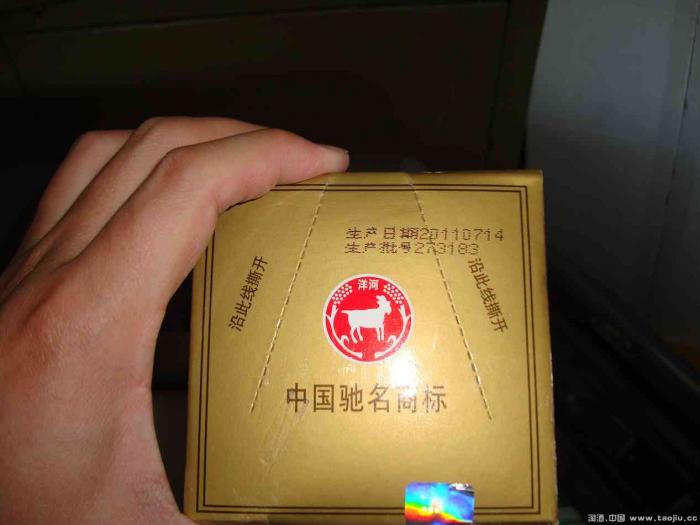 生产日期20110714
生产批号273183
沿此线撕开
沿此线撕开
洋河
中国驰名商标
淘酒.中国 www.taojiu.cc